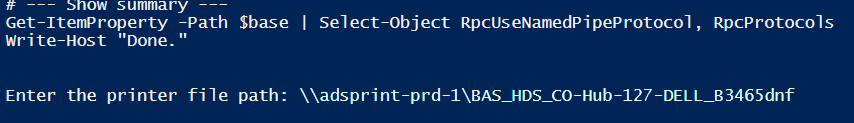 # --- Show summary ---
Get-ItemProperty -Path $base | Select-Object RpcUseNamedPipeProtocol, RpcProtocols
Write-Host "Done."
Enter the printer file path: \\adsprint-prd-1\BAS_HDS_CO-Hub-127-DELL_B3465dnf